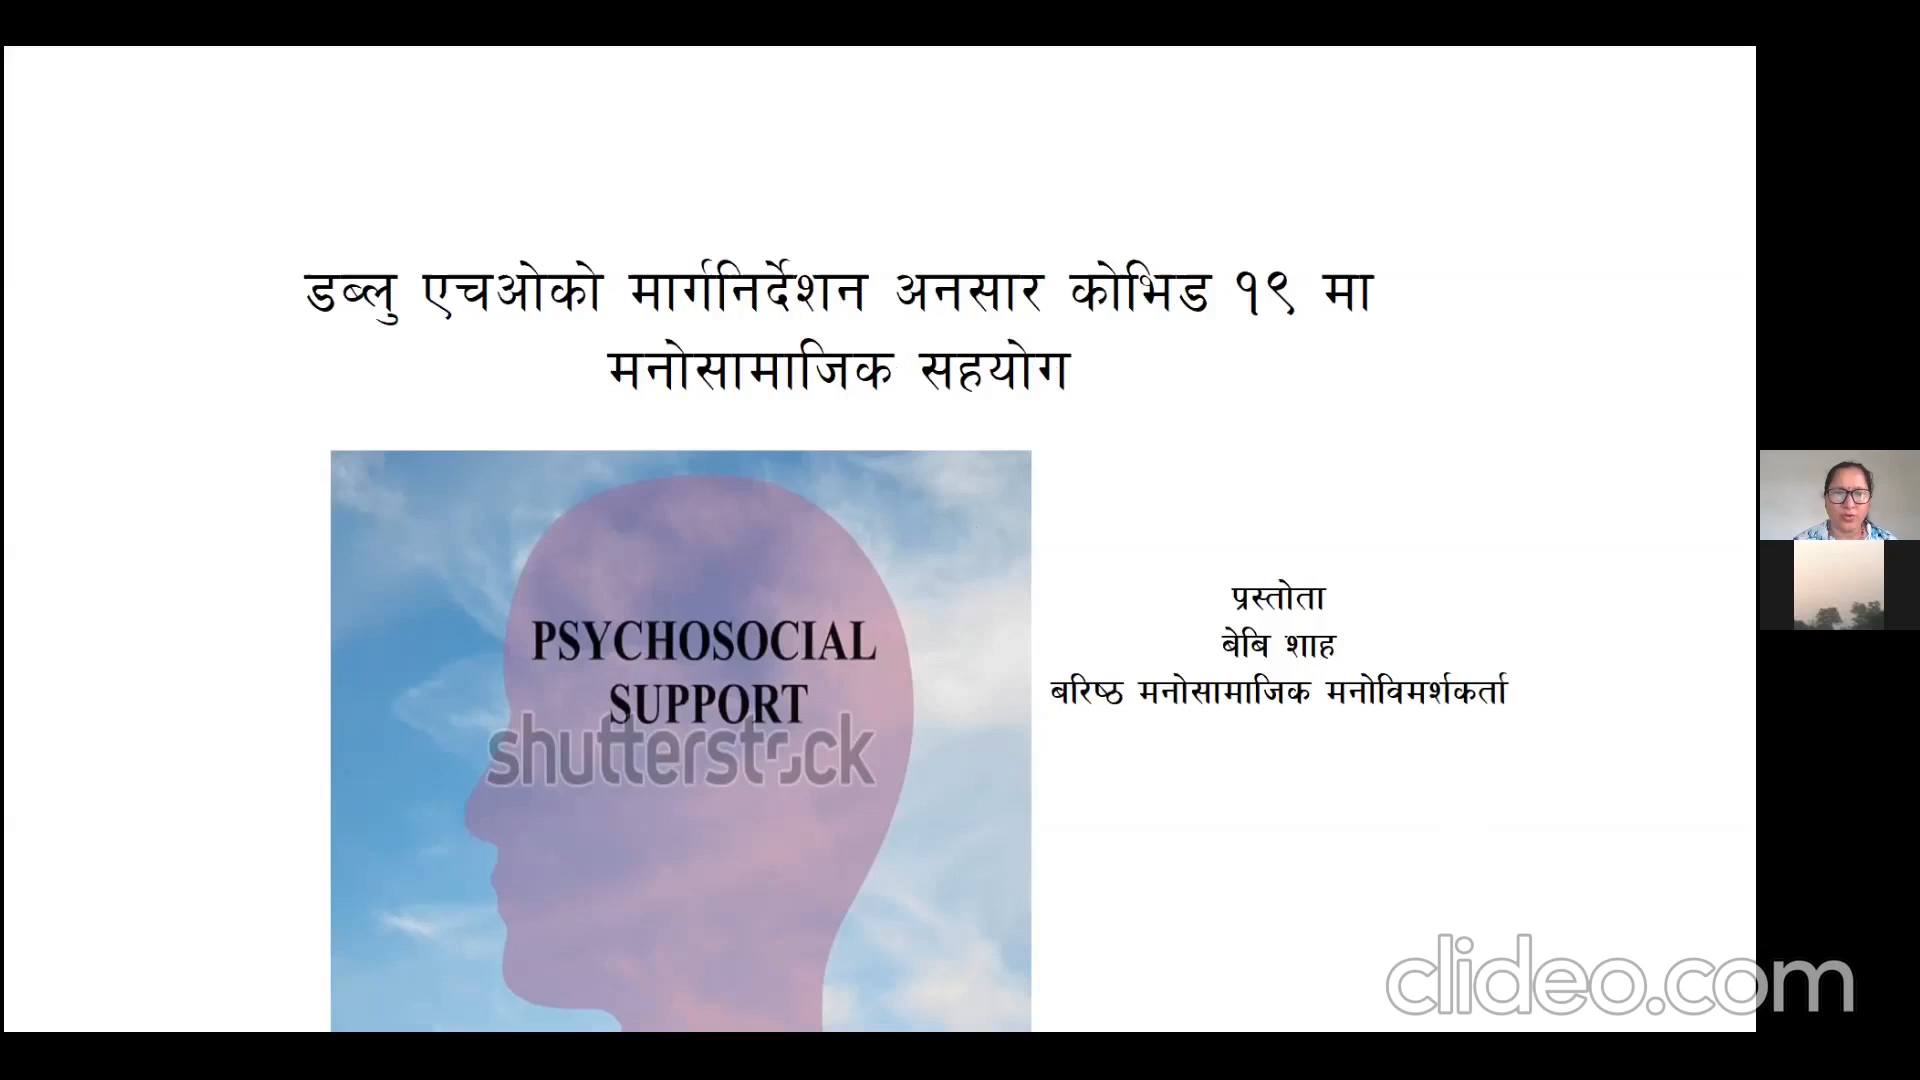 डब्लु एचओको मार्गनिर्देशन अनसार कोभिड १९ मा
मनोसामाजिक सहयोग
PSYCHOSOCIAL
SUPPORT
shutterstock
प्रस्तोता
बेबि शाह
बरिष्ठ मनोसामाजिक मनोविमर्शकर्ता
clideo.com